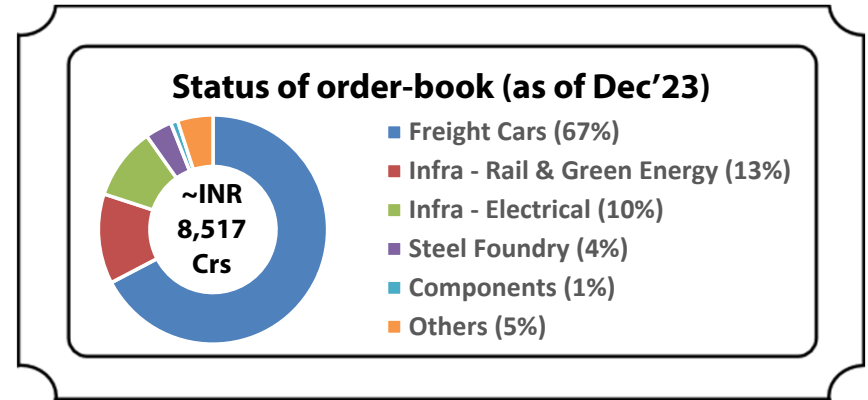 Status of order-book (as of Dec'23)
~INR
8,517
Crs
Freight Cars (67%)
Infra - Rail & Green Energy (13%)
Infra - Electrical (10%)
Steel Foundry (4%)
Components (1%)
Others (5%)